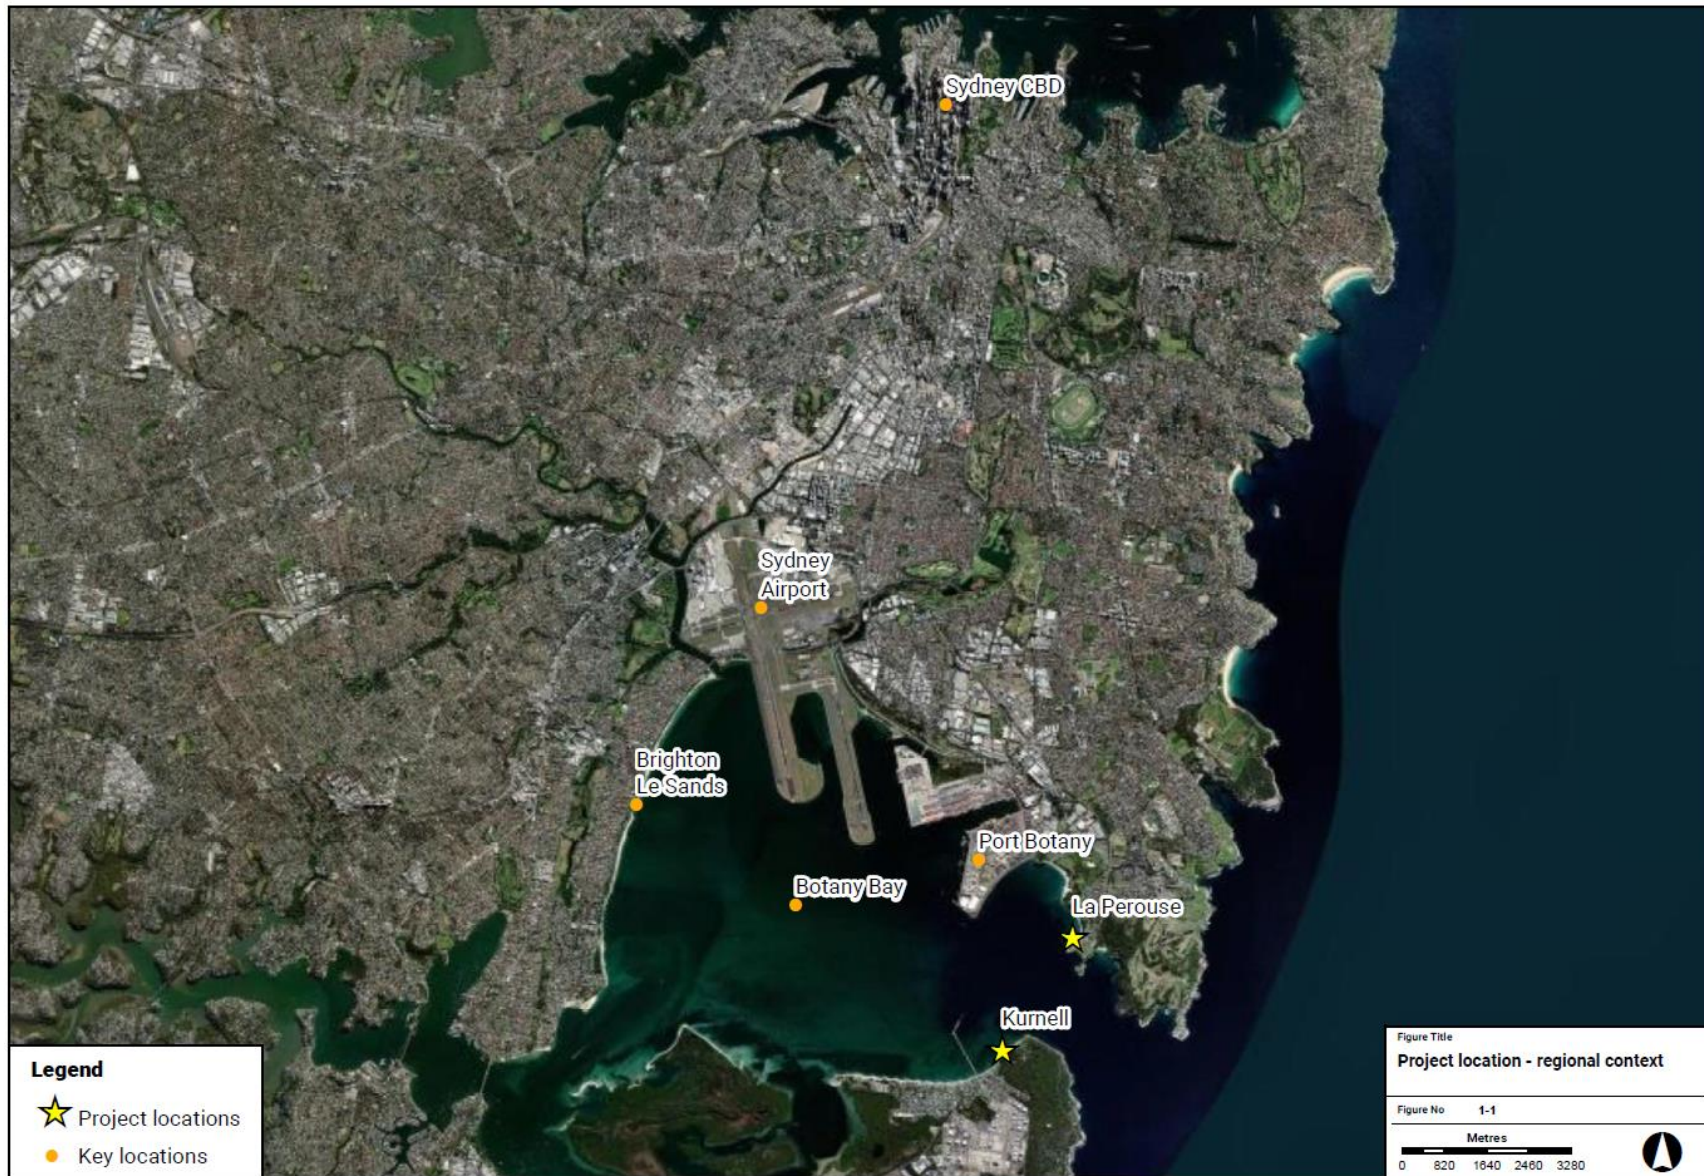 Sydney CBD
Sydney
Airport
Brighton
Le Sands
Port Botany
Botany Bay
La Perouse
Kurnell
Legend
Project locations
Key locations
Figure Title
Project location - regional context
Figure No 1-1
Metres
0 820 1640 2460 3280